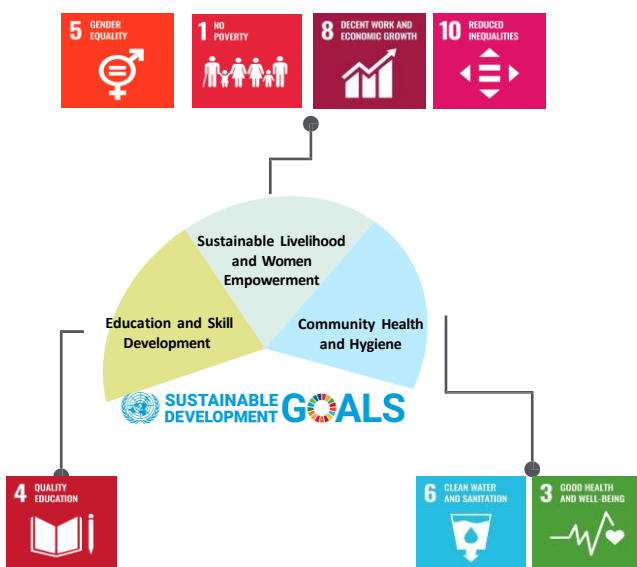 5 GENDER
EQUALITY
1 NO
POVERTY
8 DECENT WORK AND
ECONOMIC GROWTH
10 REDUCED
INEQUALITIES
Sustainable Livelihood
and Women
Empowerment
Education and Skill
Development
Community Health
and Hygiene
SUSTAINABLE
DEVELOPMENT
GOALS
4 QUALITY
EDUCATION
6 CLEAN WATER
AND SANITATION
3 GOOD HEALTH
AND WELL-BEING